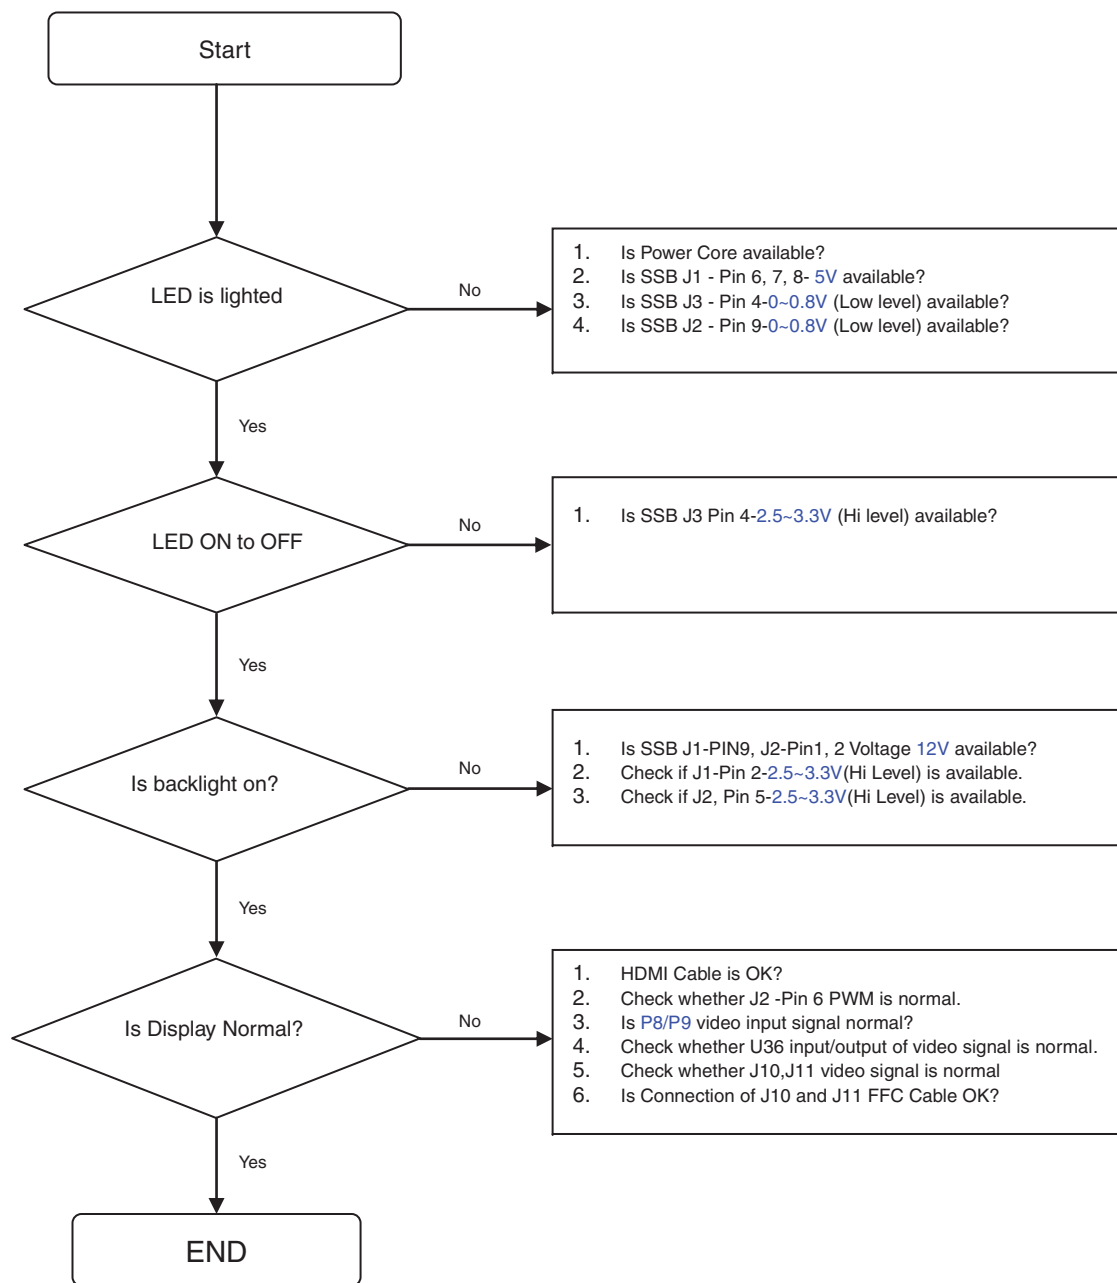 Start
LED is lighted
No
1. Is Power Core available?
2. Is SSB J1 - Pin 6, 7, 8- 5V available?
3. Is SSB J3 - Pin 4-0~0.8V (Low level) available?
4. Is SSB J2 - Pin 9-0~0.8V (Low level) available?
Yes
LED ON to OFF
No
1. Is SSB J3 Pin 4-2.5~3.3V (Hi level) available?
Yes
Is backlight on?
No
1. Is SSB J1-PIN9, J2-Pin1, 2 Voltage 12V available?
2. Check if J1-Pin 2-2.5~3.3V(Hi Level) is available.
3. Check if J2, Pin 5-2.5~3.3V(Hi Level) is available.
Yes
Is Display Normal?
No
1. HDMI Cable is OK?
2. Check whether J2 -Pin 6 PWM is normal.
3. Is P8/P9 video input signal normal?
4. Check whether U36 input/output of video signal is normal.
5. Check whether J10,J11 video signal is normal
6. Is Connection of J10 and J11 FFC Cable OK?
Yes
END